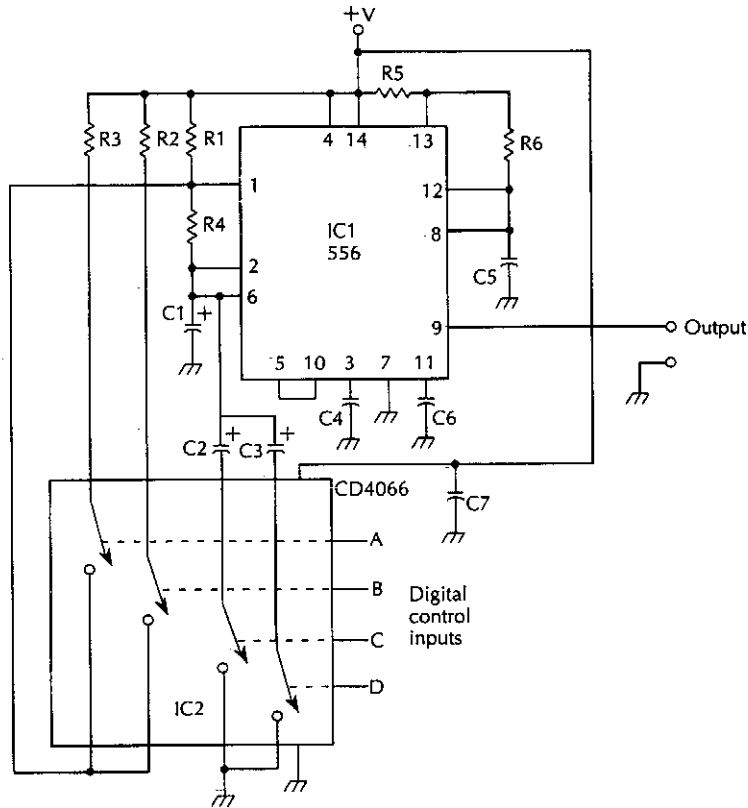 +V
R5
R3
R2
R1
4
14
13
R6
1
12
R4
IC1
556
8
2
C5
6
C1
+
9
Output
5
10
3
7
11
C4
C6
+
+
C2
C3
CD4066
C7
A
B
Digital
control
inputs
C
D
IC2